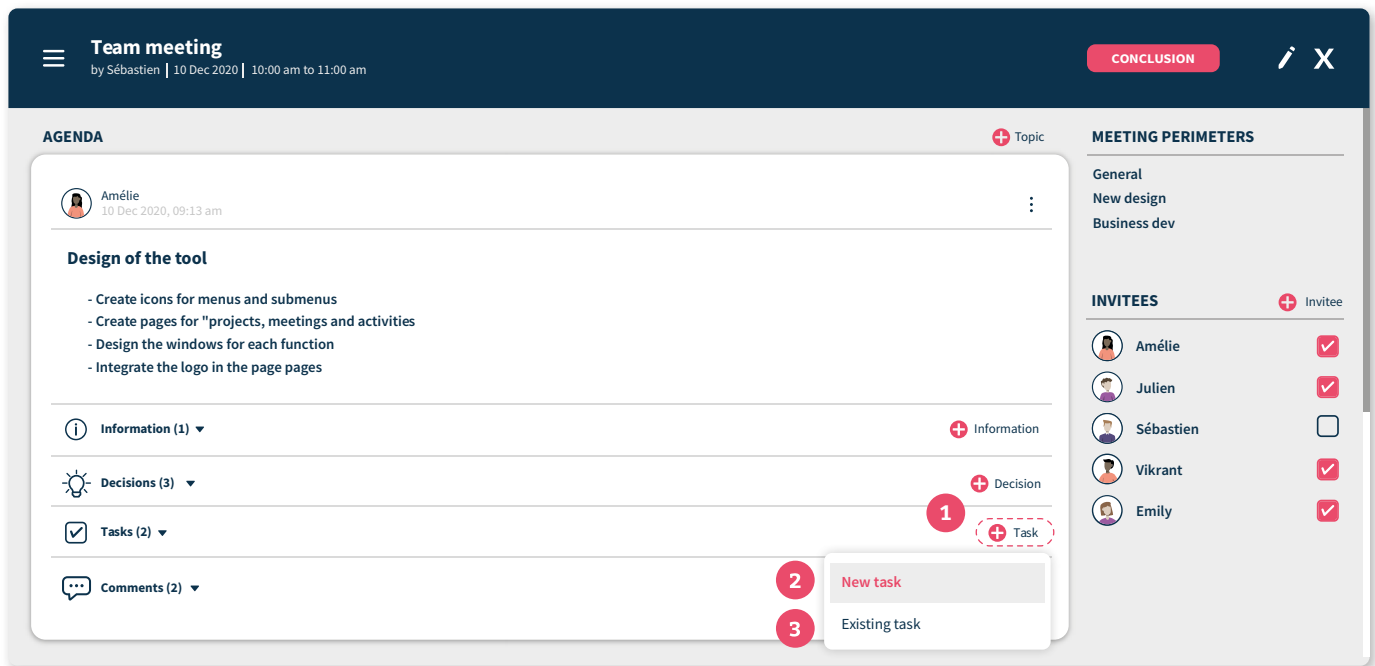 Team meeting
by Sébastien | 10 Dec 2020 | 10:00 am to 11:00 am
CONCLUSION
X
AGENDA
Topic
Amélie
10 Dec 2020, 09:13 am
Design of the tool
- Create icons for menus and submenus
- Create pages for "projects, meetings and activities
- Design the windows for each function
- Integrate the logo in the page pages
Information (1)
Information
Decisions (3)
Decision
1
Tasks (2)
Task
2
New task
Comments (2)
3
Existing task
MEETING PERIMETERS
General
New design
Business dev
INVITEES
Invitee
Amélie
Julien
Sébastien
Vikrant
Emily